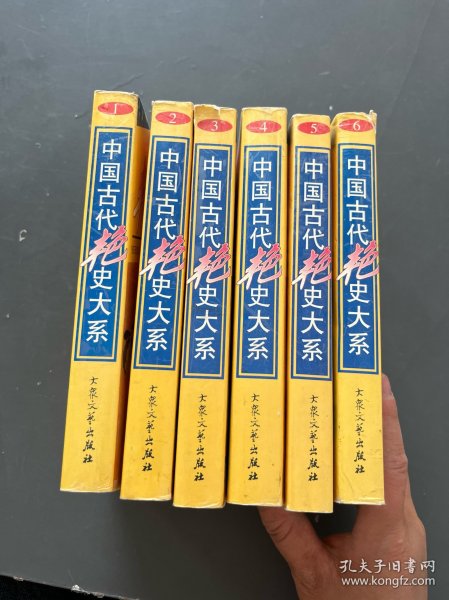 1
中国古代艳史大系
大众文艺出版社
2
中国古代艳史大系
大众文艺出版社
3
中国古代艳史大系
大众文艺出版社
4
中国古代艳史大系
大众文艺出版社
5
中国古代艳史大系
大众文艺出版社
6
中国古代艳史大系
大众文艺出版社
孔夫子旧书网
www.kongfz.com